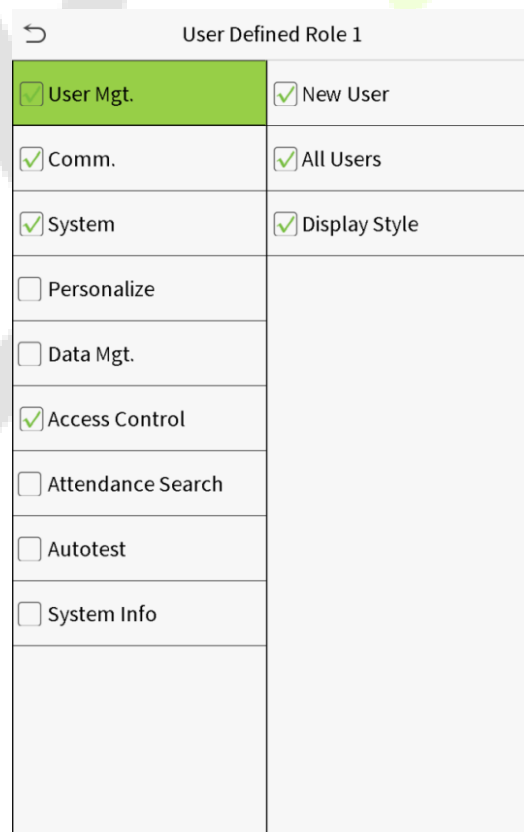 User Defined Role 1
User Mgt.
New User
Comm.
All Users
System
Display Style
Personalize
Data Mgt.
Access Control
Attendance Search
Autotest
System Info